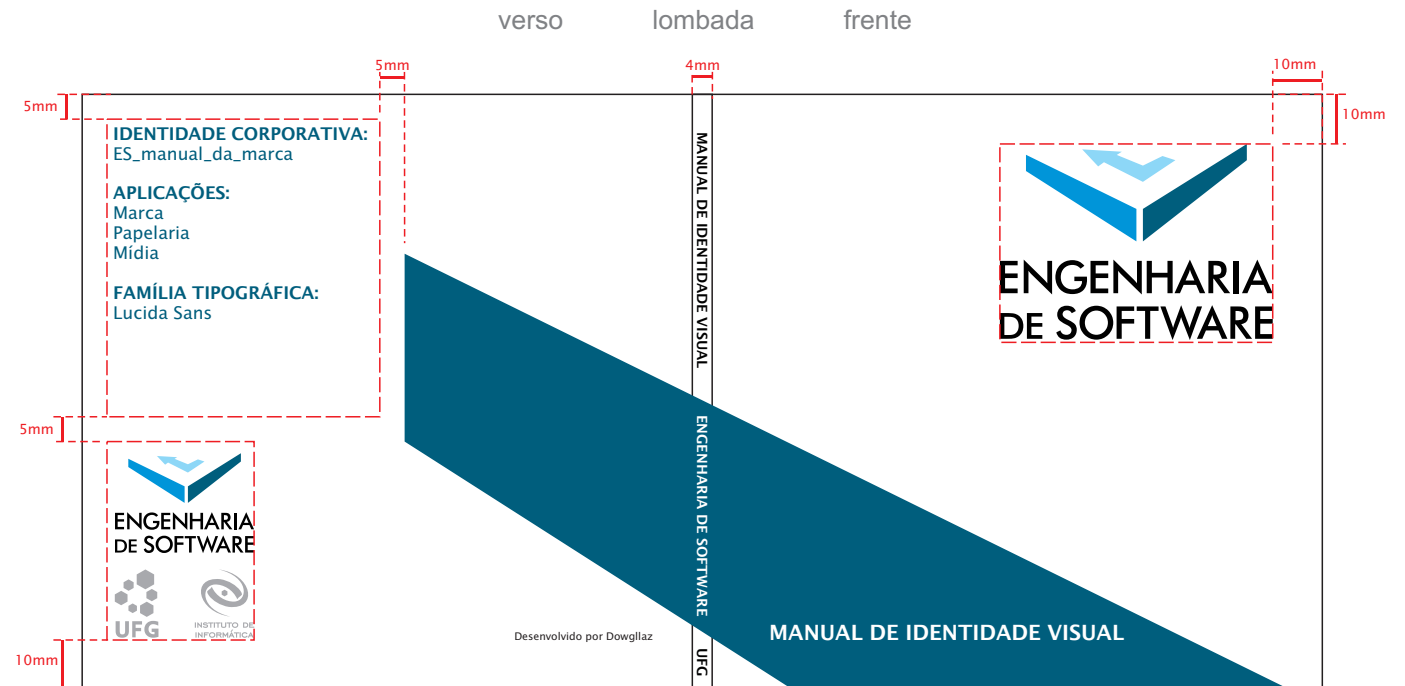 verso lombada frente
5mm 4mm 10mm
5mm
10mm
IDENTIDADE CORPORATIVA:
ES_manual_da_marca
APLICAÇÕES:
Marca
Papelaria
Mídia
FAMÍLIA TIPOGRÁFICA:
Lucida Sans
5mm
ENGENHARIA
DE SOFTWARE
UFG
INSTITUTO DE
INFORMÁTICA
10mm
Desenvolvido por Dowgllaz
MANUAL DE IDENTIDADE VISUAL
ENGENHARIA DE SOFTWARE
UFG
ENGENHARIA
DE SOFTWARE
MANUAL DE IDENTIDADE VISUAL